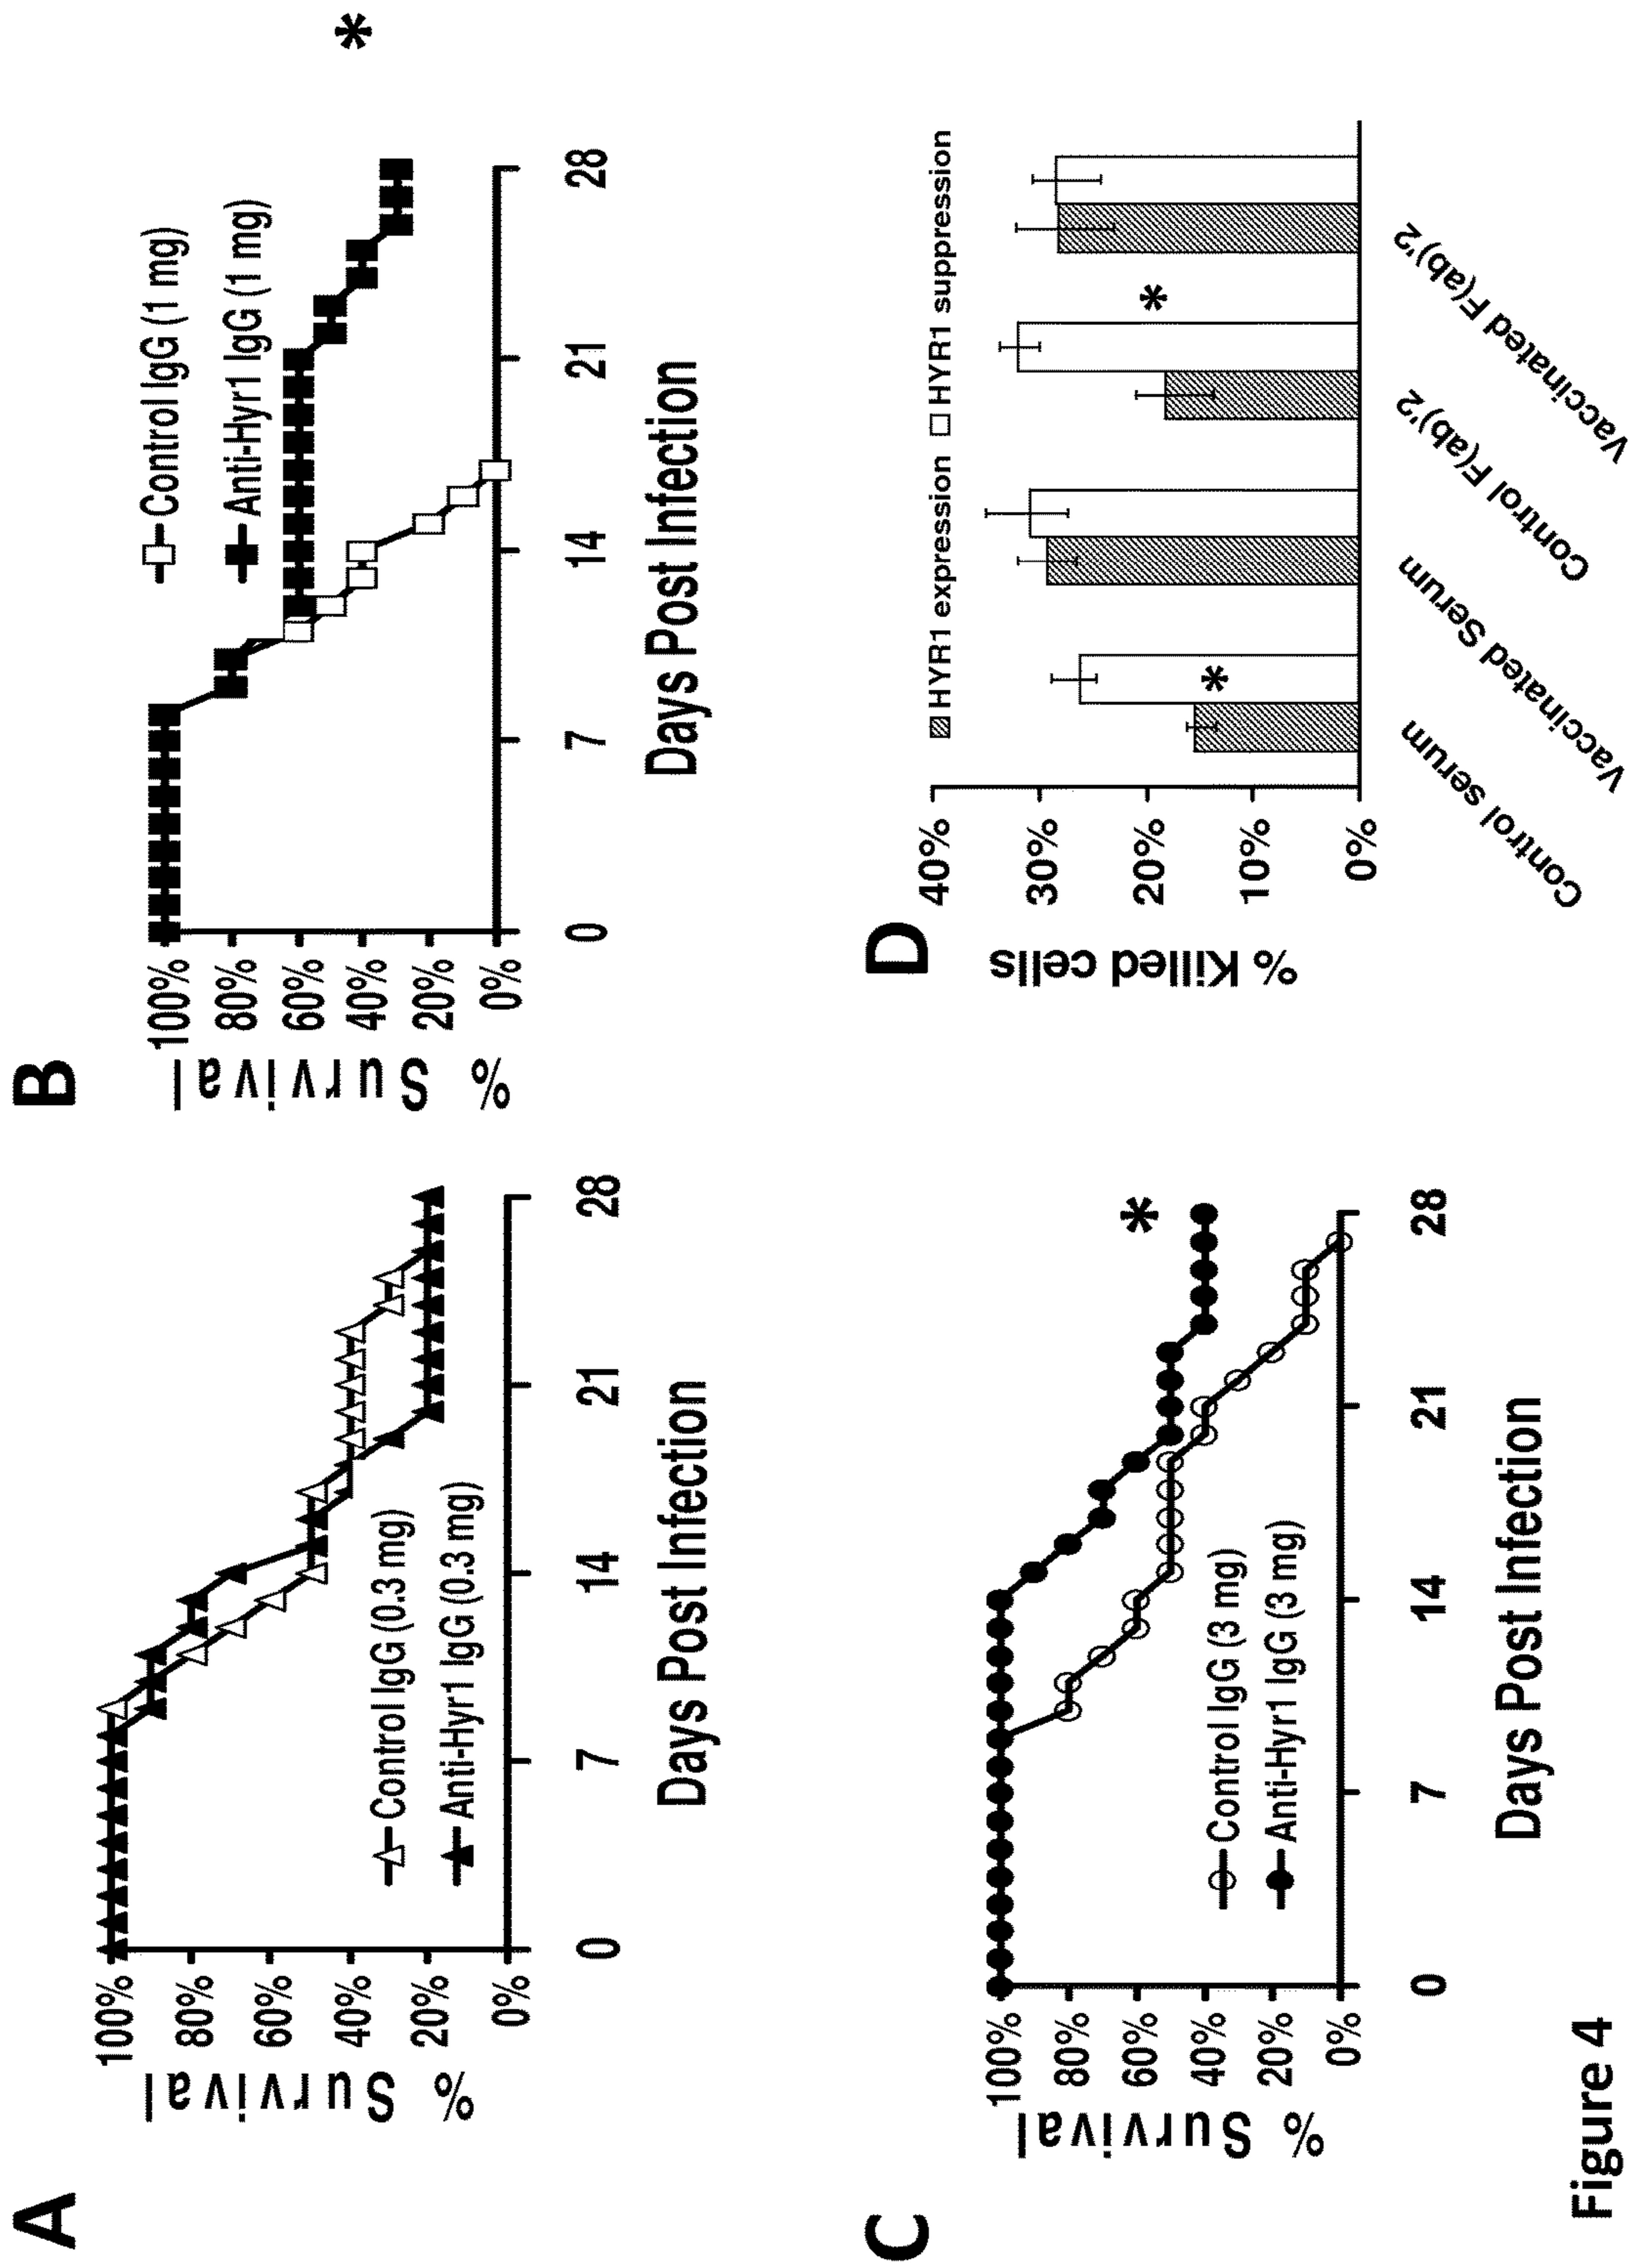 A
% Survival
100%
80%
60%
40%
20%
0%
Control IgG (0.3 mg)
Anti-Hyr1 IgG (0.3 mg)
0 7 14 21 28
Days Post Infection
B
% Survival
100%
80%
60%
40%
20%
0%
Control IgG (1 mg)
Anti-Hyr1 IgG (1 mg)
*
0 7 14 21 28
Days Post Infection
C
% Survival
100%
80%
60%
40%
20%
0%
*
Control IgG (3 mg)
Anti-Hyr1 IgG (3 mg)
0 7 14 21 28
Days Post Infection
D
% Killed cells
HYR1 expression HYR1 suppression
40%
30%
20%
10%
0%
*
*
Control serum
Vaccinated Serum
Control F(ab)'2
Vaccinated F(ab)'2
Figure 4